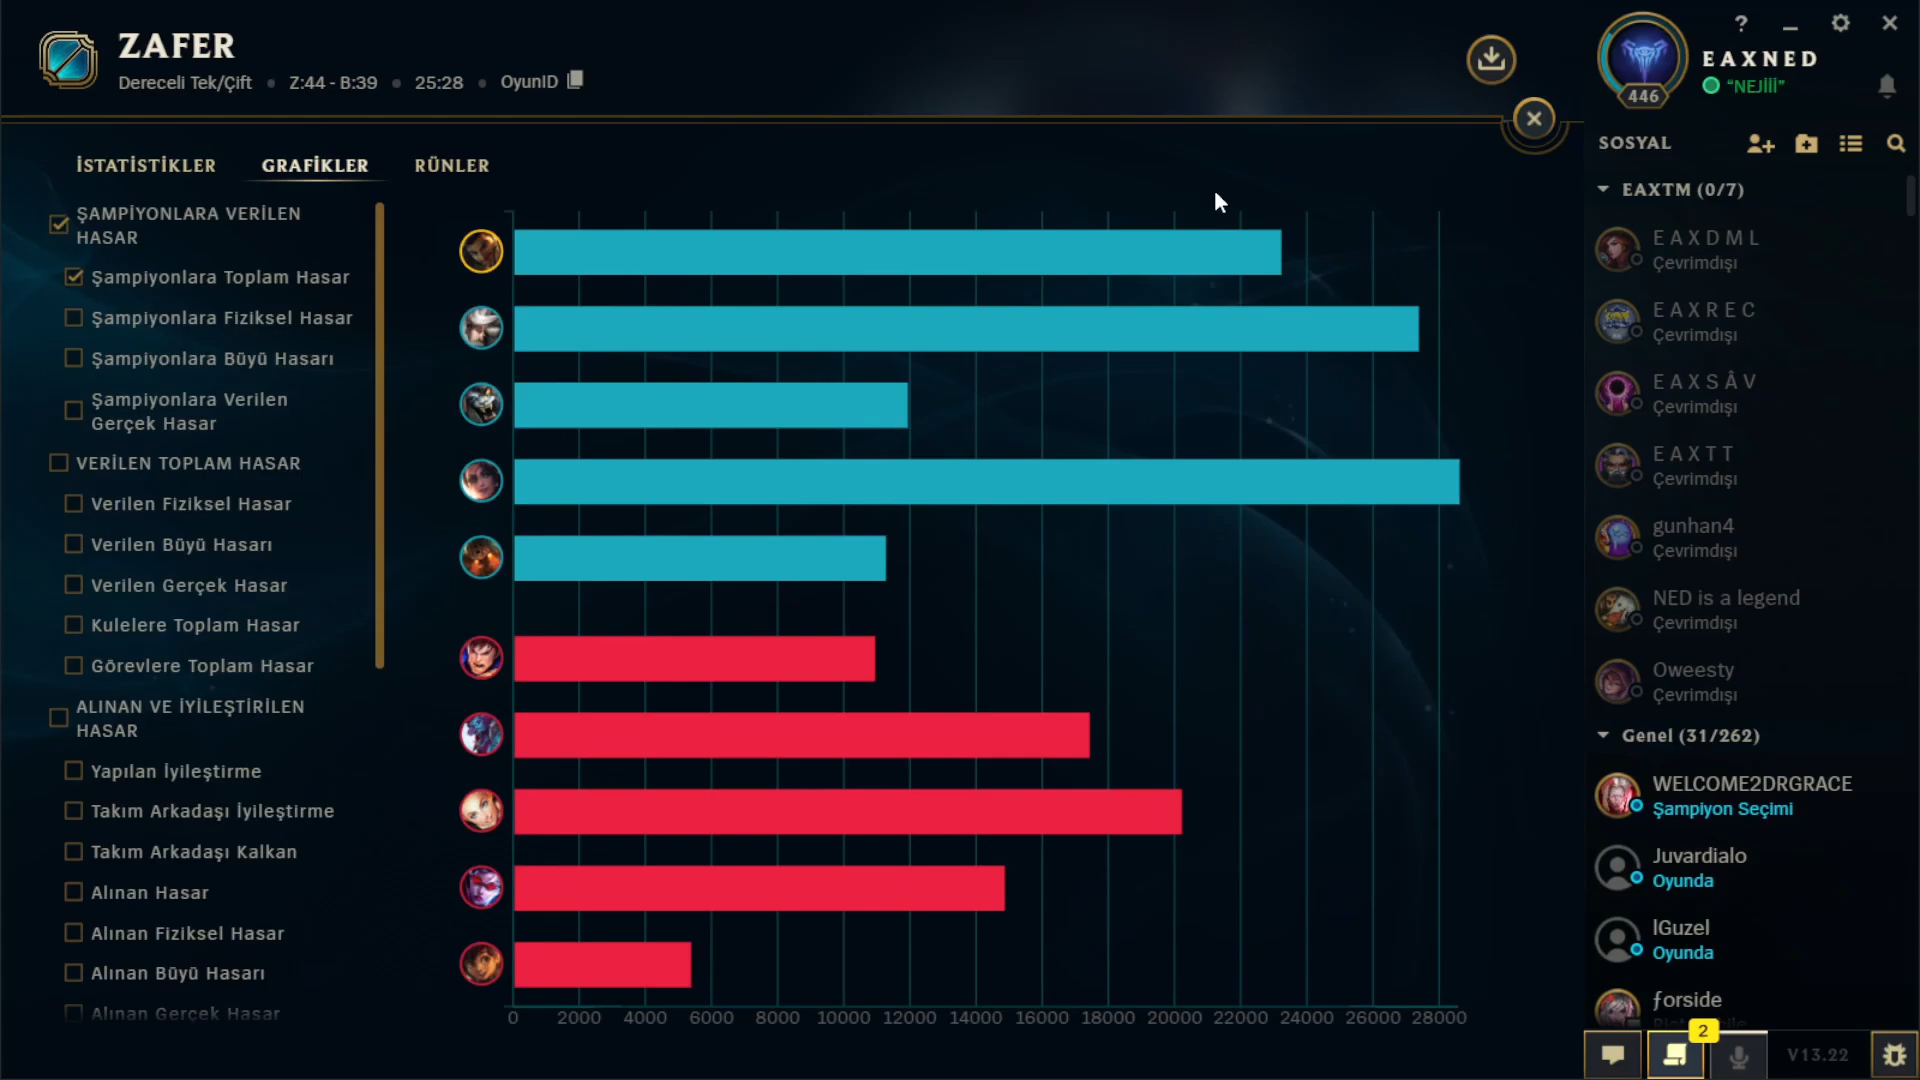 ZAFER
Dereceli Tek/Çift • Z:44 - B:39 • 25:28 • OyunID
İSTATİSTİKLER
GRAFİKLER
RÜNLER
ŞAMPİYONLARA VERİLEN
HASAR
Şampiyonlara Toplam Hasar
Şampiyonlara Fiziksel Hasar
Şampiyonlara Büyü Hasarı
Şampiyonlara Verilen
Gerçek Hasar
VERİLEN TOPLAM HASAR
Verilen Fiziksel Hasar
Verilen Büyü Hasarı
Verilen Gerçek Hasar
Kulelere Toplam Hasar
Görevlere Toplam Hasar
ALINAN VE İYİLEŞTİRİLEN
HASAR
Yapılan İyileştirme
Takım Arkadaşı İyileştirme
Takım Arkadaşı Kalkan
Alınan Hasar
Alınan Fiziksel Hasar
Alınan Büyü Hasarı
Alınan Gerçek Hasar
0 2000 4000 6000 8000 10000 12000 14000 16000 18000 20000 22000 24000 26000 28000
446
EAXNED
“NEJİİİ”
SOSYAL
EAXTM (0/7)
E A X D M L
Çevrimdışı
E A X R E C
Çevrimdışı
E A X S Â V
Çevrimdışı
E A X T T
Çevrimdışı
gunhan4
Çevrimdışı
NED is a legend
Çevrimdışı
Oweesty
Çevrimdışı
Genel (31/262)
WELCOME2DRGRACE
Şampiyon Seçimi
Juvardialo
Oyunda
lGuzel
Oyunda
ƒorside
2
V13.22